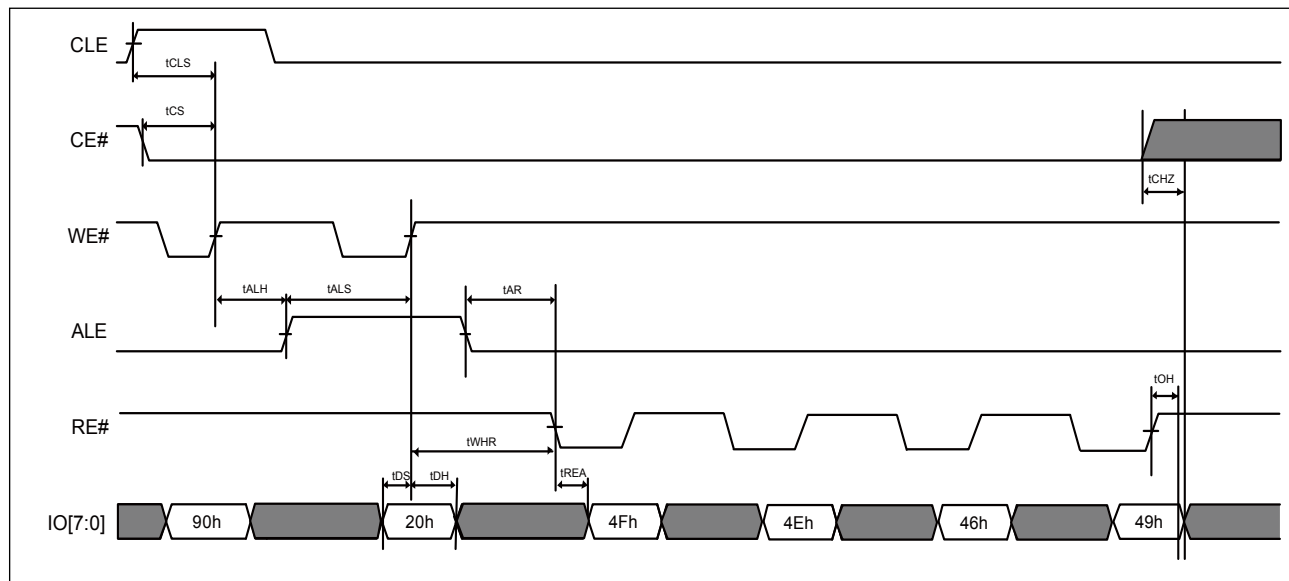 CLE
tCLS
tCS
CE#
tCHZ
WE#
tALH tALS tAR
ALE
tOH
RE#
tWHR
tDS tDH tREA
IO[7:0] 90h 20h 4Fh 4Eh 46h 49h